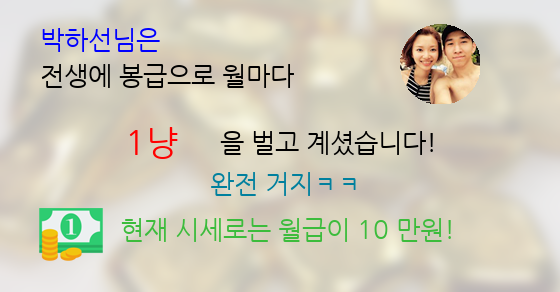 박하선님은
전생에 봉급으로 월마다
1냥 을 벌고 계셨습니다!
완전 거지ㅋㅋ
1
현재 시세로는 월급이 10 만원!